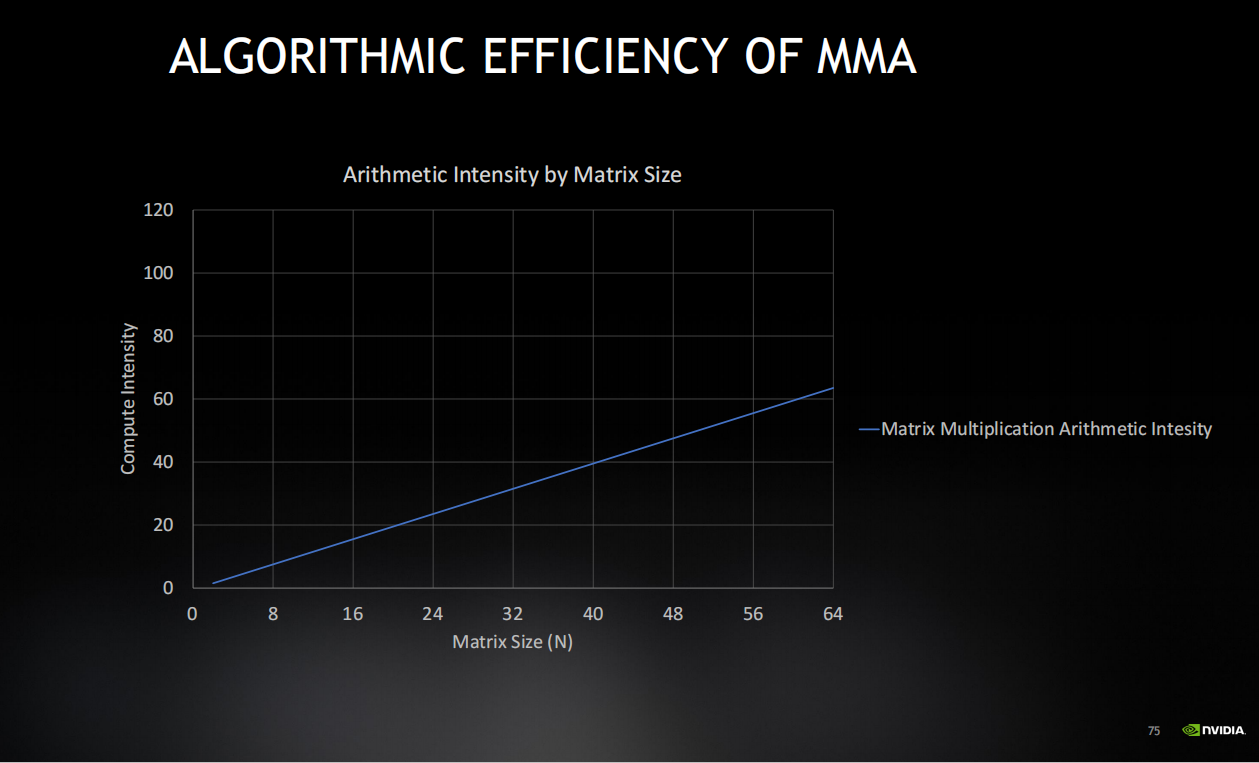 ALGORITHMIC EFFICIENCY OF MMA
Arithmetic Intensity by Matrix Size
120
100
80
60
40
20
0
Compute Intensity
0 8 16 24 32 40 48 56 64
Matrix Size (N)
Matrix Multiplication Arithmetic Intesity
75 NVIDIA.